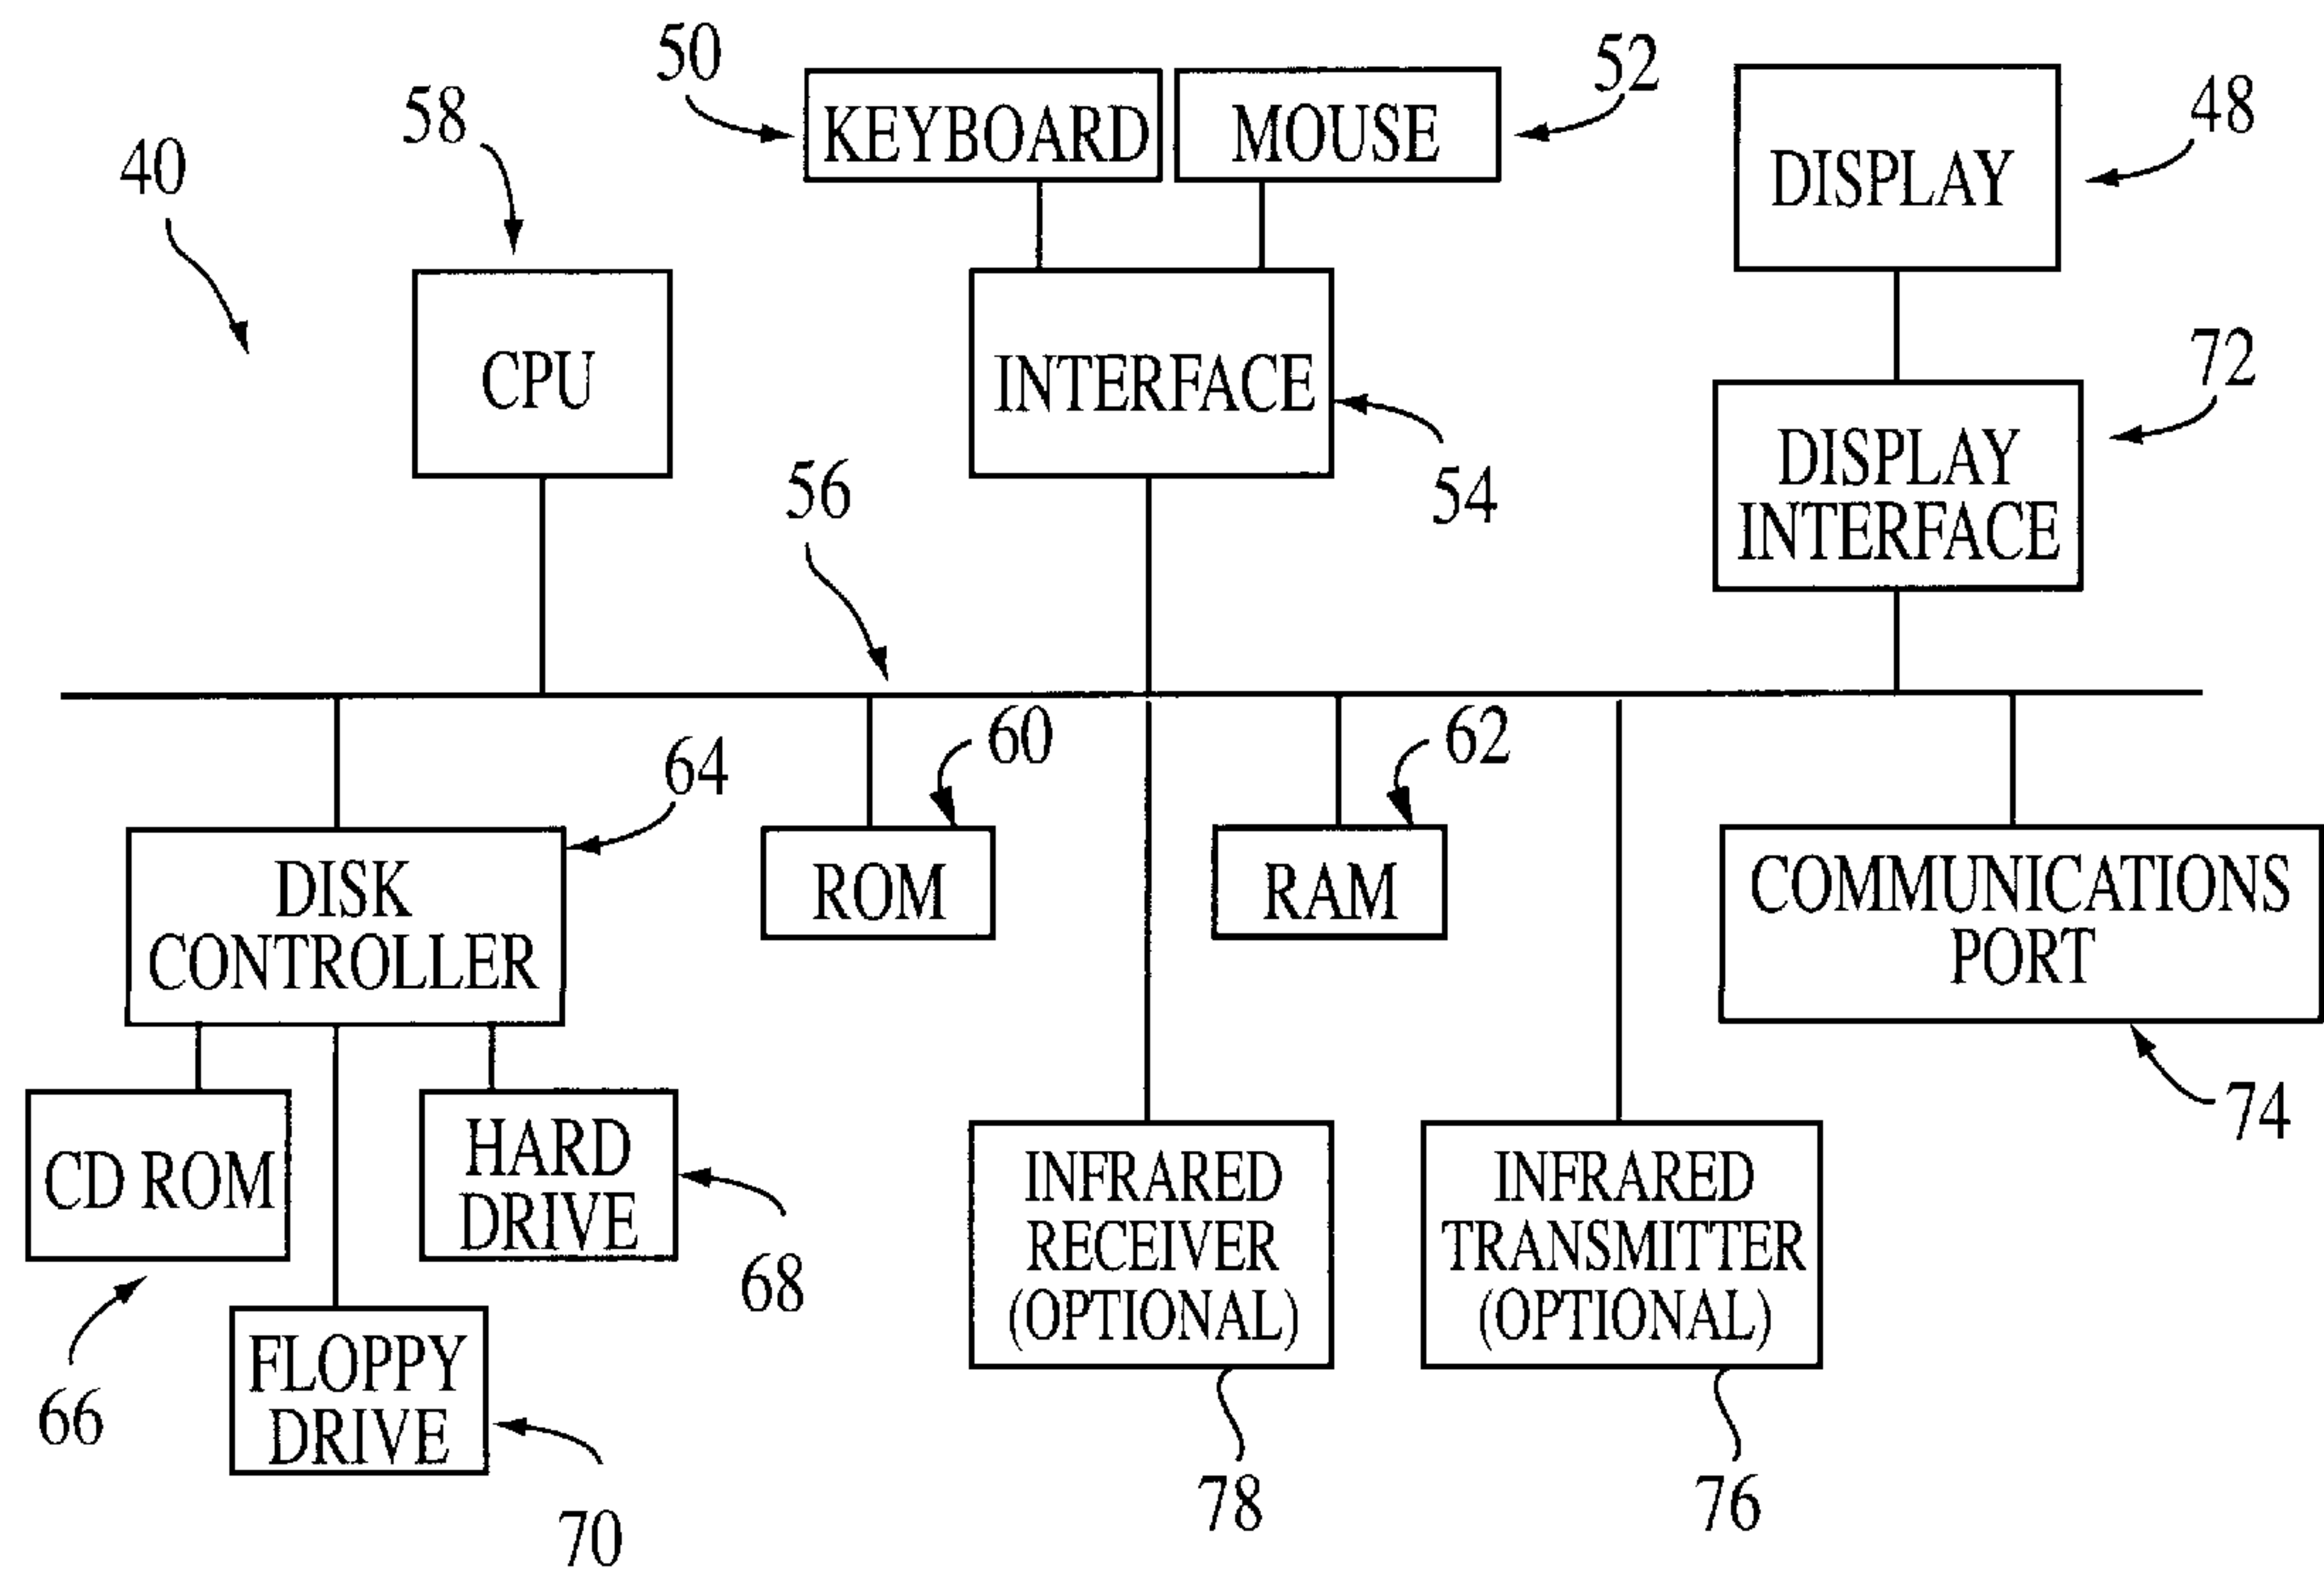 50
KEYBOARD
MOUSE
52
58
40
DISPLAY
48
CPU
INTERFACE
54
72
DISPLAY
INTERFACE
56
64
60
62
DISK
CONTROLLER
ROM
RAM
COMMUNICATIONS
PORT
74
CD ROM
66
HARD
DRIVE
68
FLOPPY
DRIVE
70
INFRARED
RECEIVER
(OPTIONAL)
78
INFRARED
TRANSMITTER
(OPTIONAL)
76